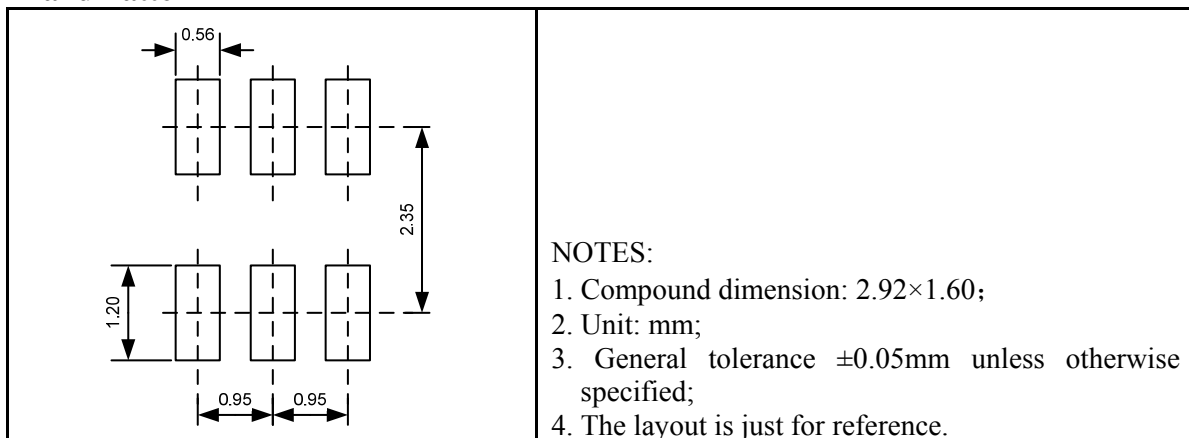 0.56
2.35
1.20
0.95 0.95
NOTES:
1. Compound dimension: 2.92×1.60；
2. Unit: mm;
3. General tolerance ±0.05mm unless otherwise
specified;
4. The layout is just for reference.